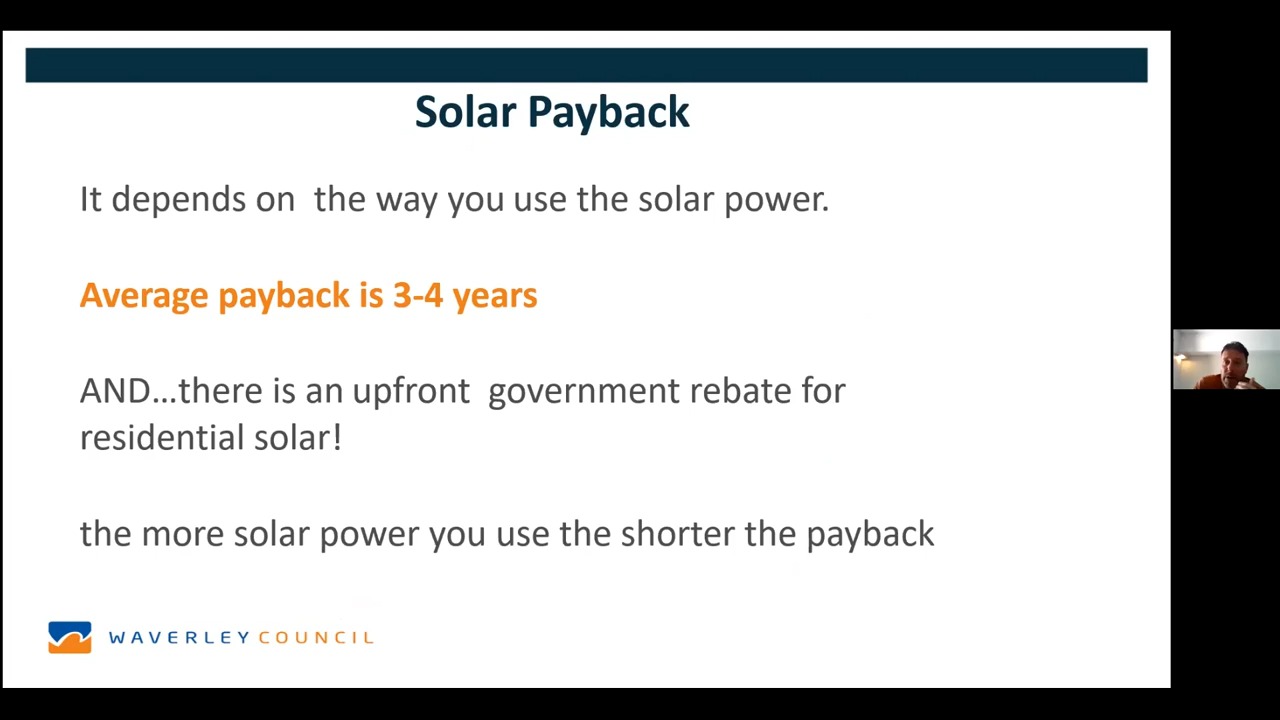 Solar Payback
It depends on  the way you use the solar power.
Average payback is 3-4 years
AND...there is an upfront  government rebate for
residential solar!
the more solar power you use the shorter the payback
WAVERLEY COUNCIL